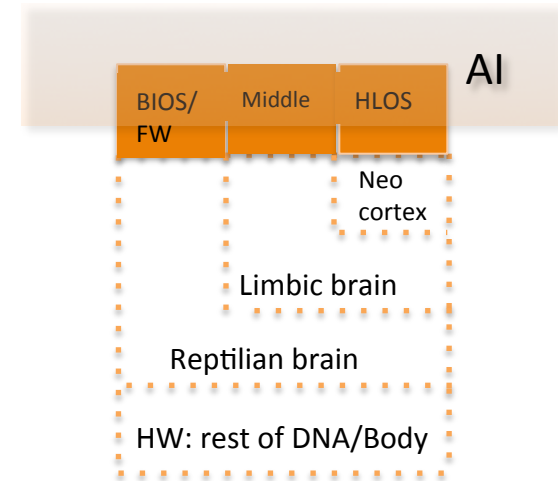 AI
BIOS/
FW
Middle
HLOS
Neo
cortex
Limbic brain
Reptilian brain
HW: rest of DNA/Body